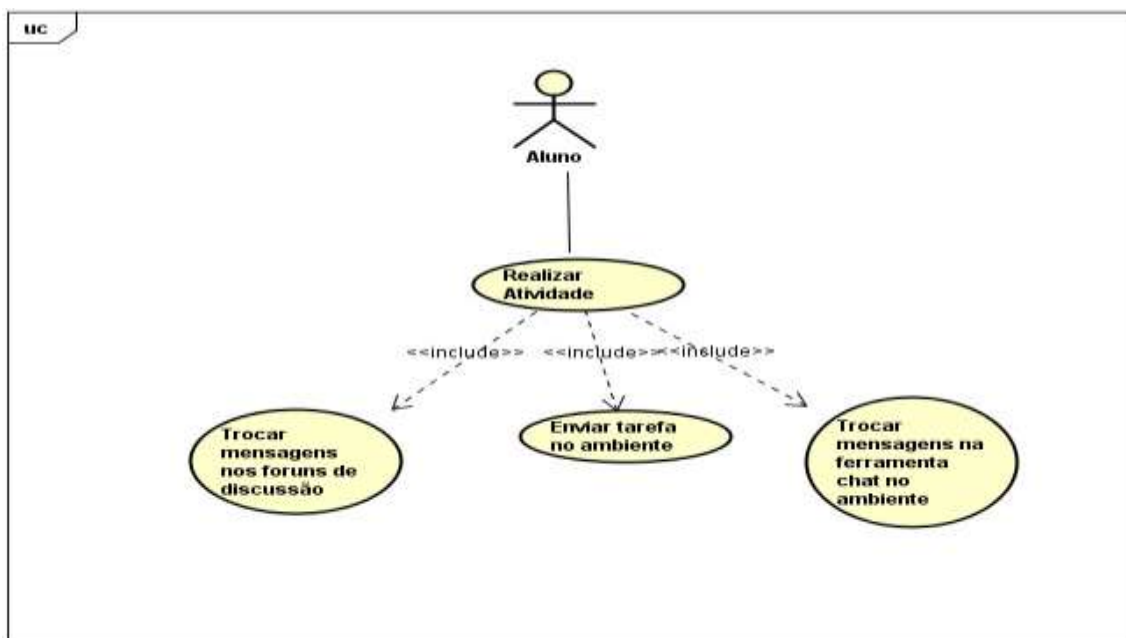 uc
Aluno
Realizar
Atividade
<<include>>
<<include>>
<<include>>
Trocar
mensagens
nos foruns de
discussão
Enviar tarefa
no ambiente
Trocar
mensagens na
ferramenta
chat no
ambiente